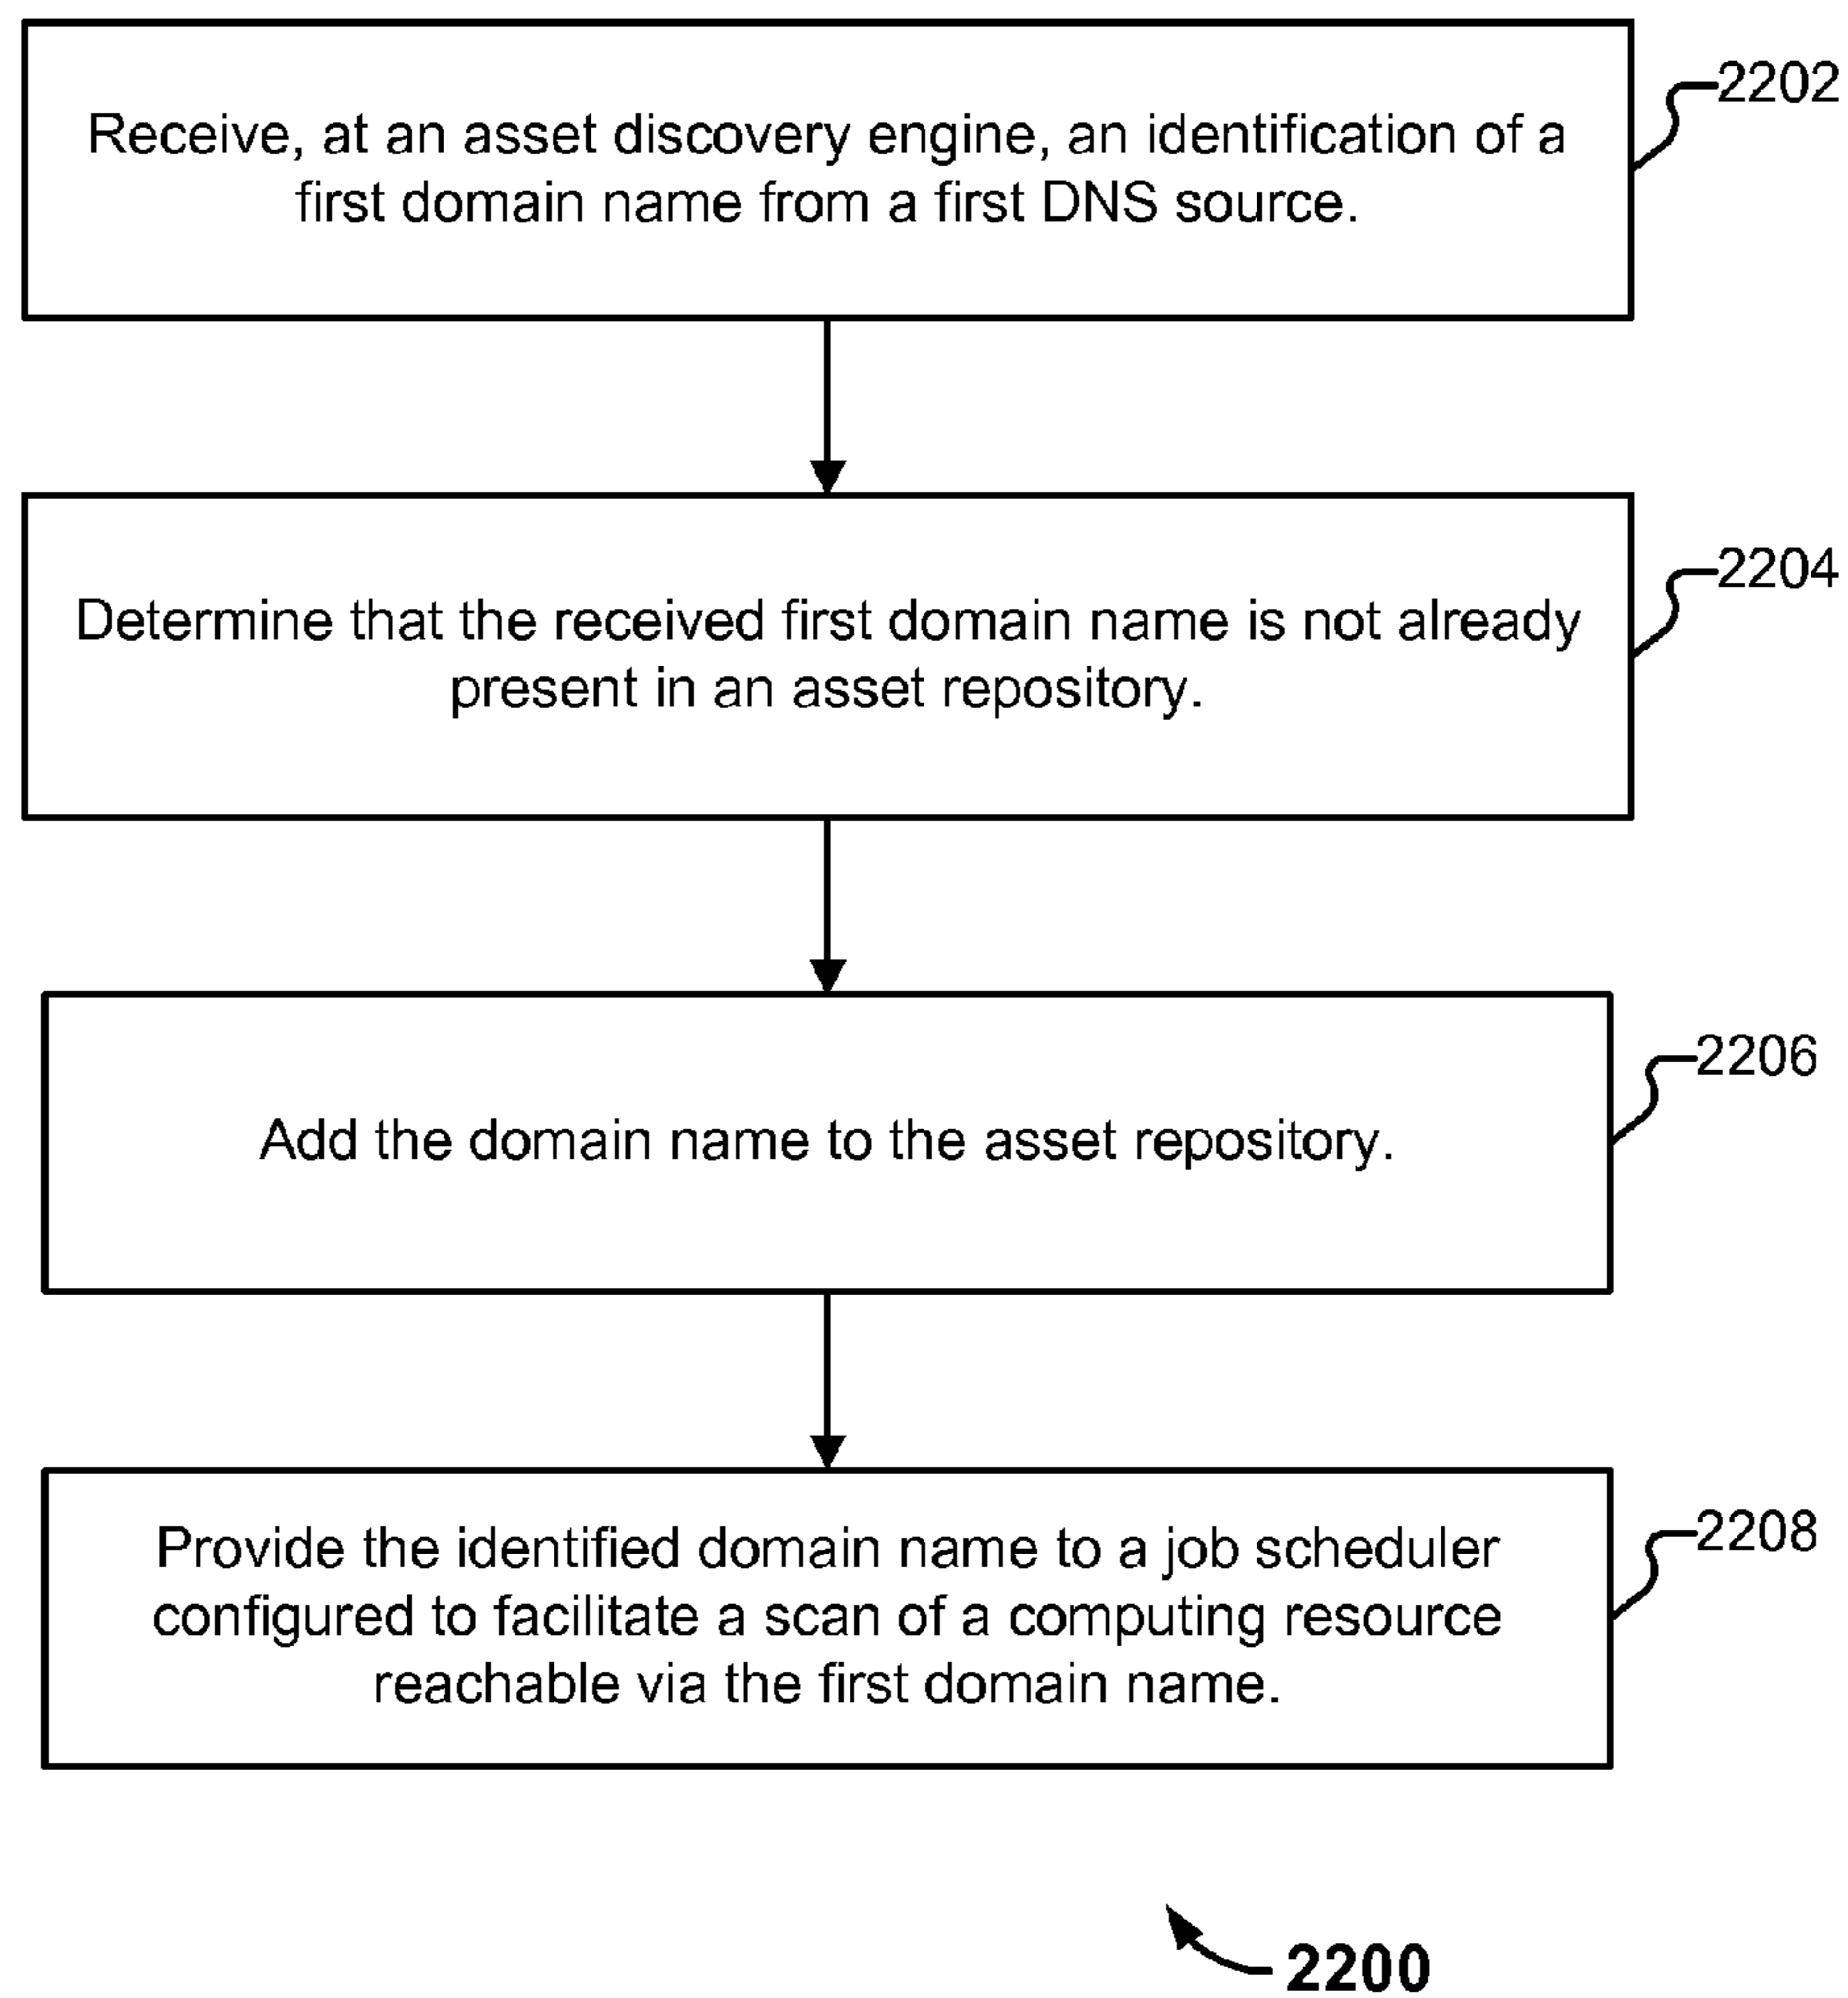 Receive, at an asset discovery engine, an identification of a
first domain name from a first DNS source.
2202
Determine that the received first domain name is not already
present in an asset repository.
2204
Add the domain name to the asset repository.
2206
Provide the identified domain name to a job scheduler
configured to facilitate a scan of a computing resource
reachable via the first domain name.
2208
2200